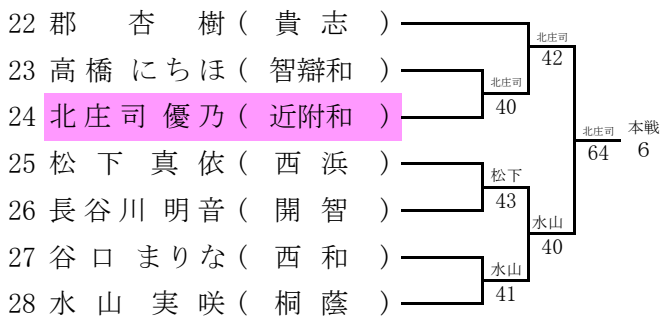 22 郡 杏 樹 ( 貴 志 )
23 高橋 にちほ ( 智辯和 )
24 北庄司 優乃 ( 近附和 )
25 松 下 真 依 ( 西 浜 )
26 長谷川 明音 ( 開 智 )
27 谷 口 まりな ( 西 和 )
28 水 山 実 咲 ( 桐 蔭 )
北庄司
42
北庄司
40
松下
43
水山
41
水山
40
北庄司
64
本戦
6